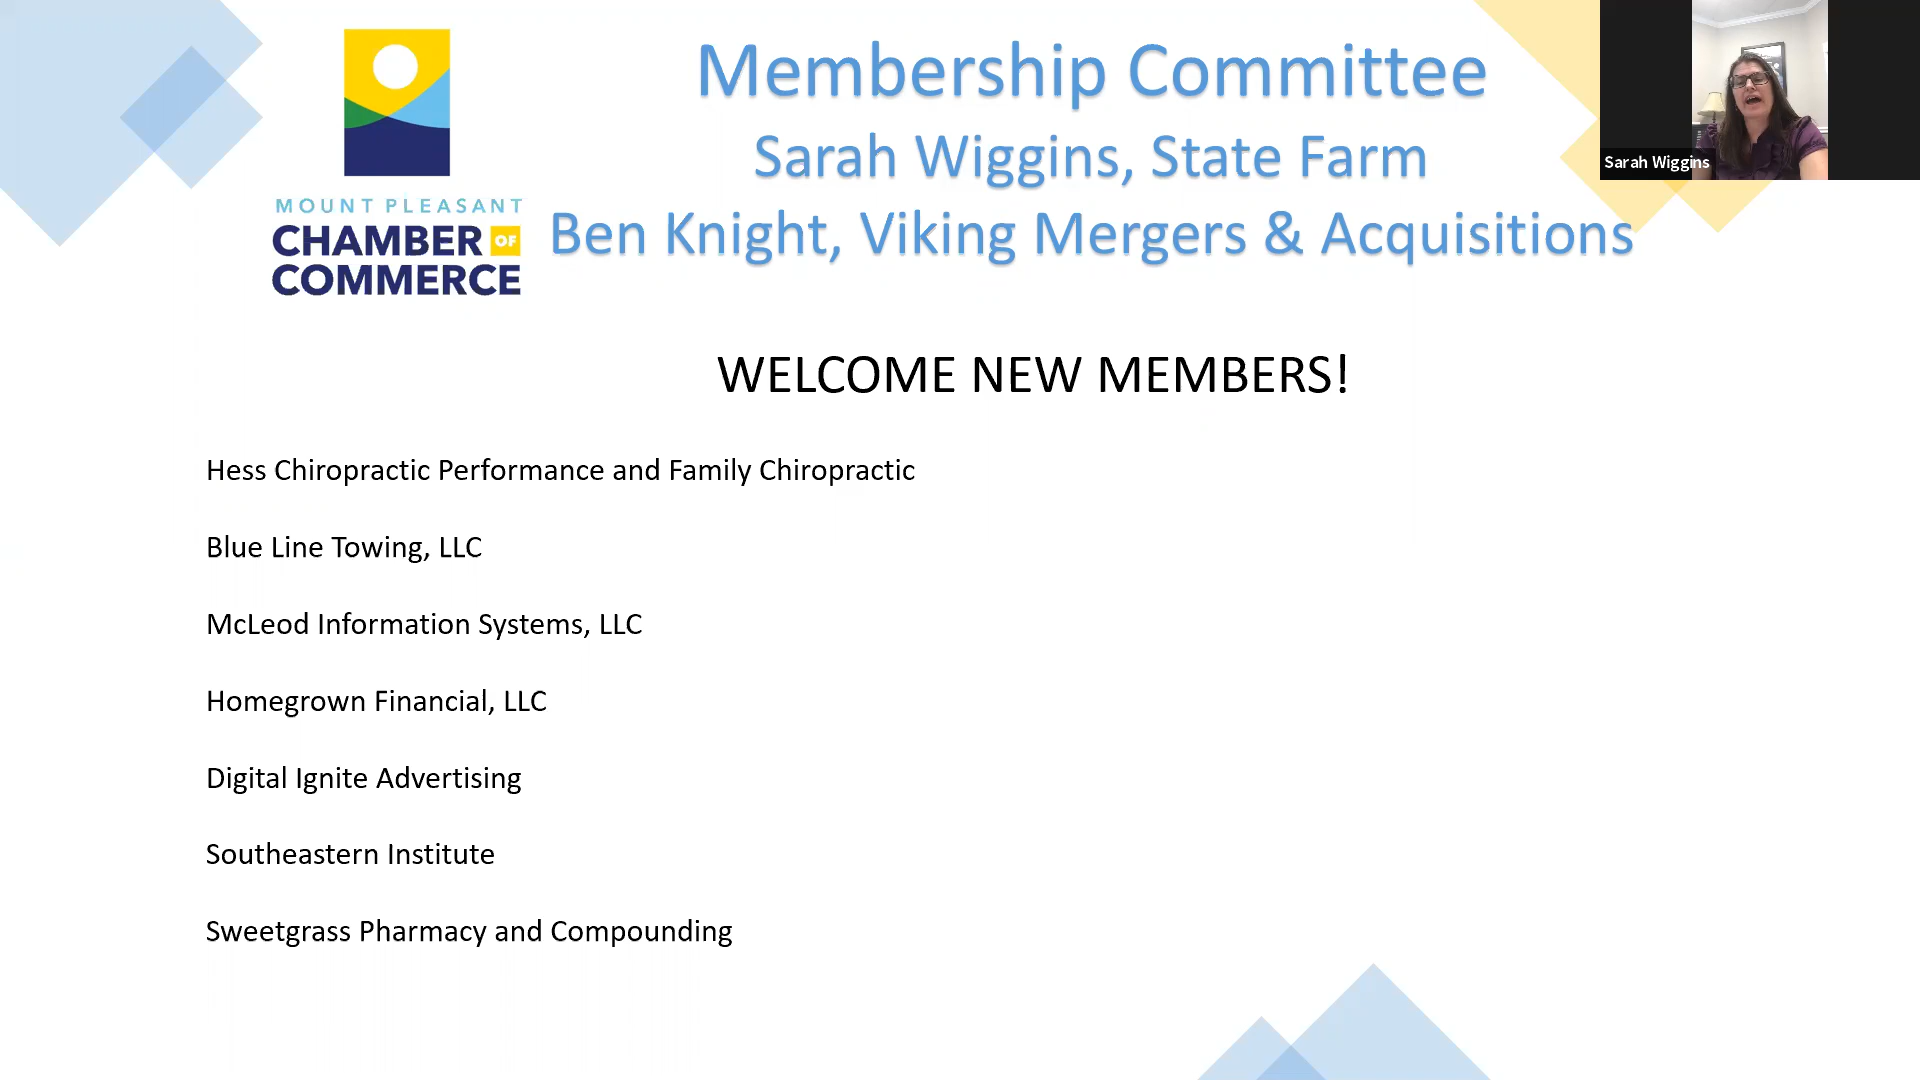 Membership Committee
Sarah Wiggins, State Farm
Ben Knight, Viking Mergers & Acquisitions
MOUNT PLEASANT
CHAMBER OF
COMMERCE
Sarah Wiggins
WELCOME NEW MEMBERS!
Hess Chiropractic Performance and Family Chiropractic
Blue Line Towing, LLC
McLeod Information Systems, LLC
Homegrown Financial, LLC
Digital Ignite Advertising
Southeastern Institute
Sweetgrass Pharmacy and Compounding